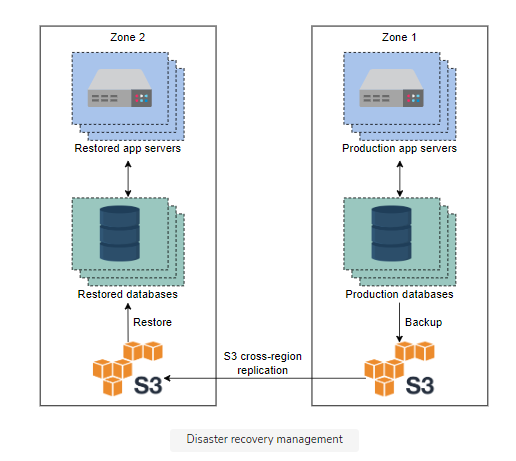 Zone 2
Zone 1
Restored app servers
Production app servers
Restored databases
Production databases
Restore
Backup
S3 cross-region
replication
S3
S3
Disaster recovery management